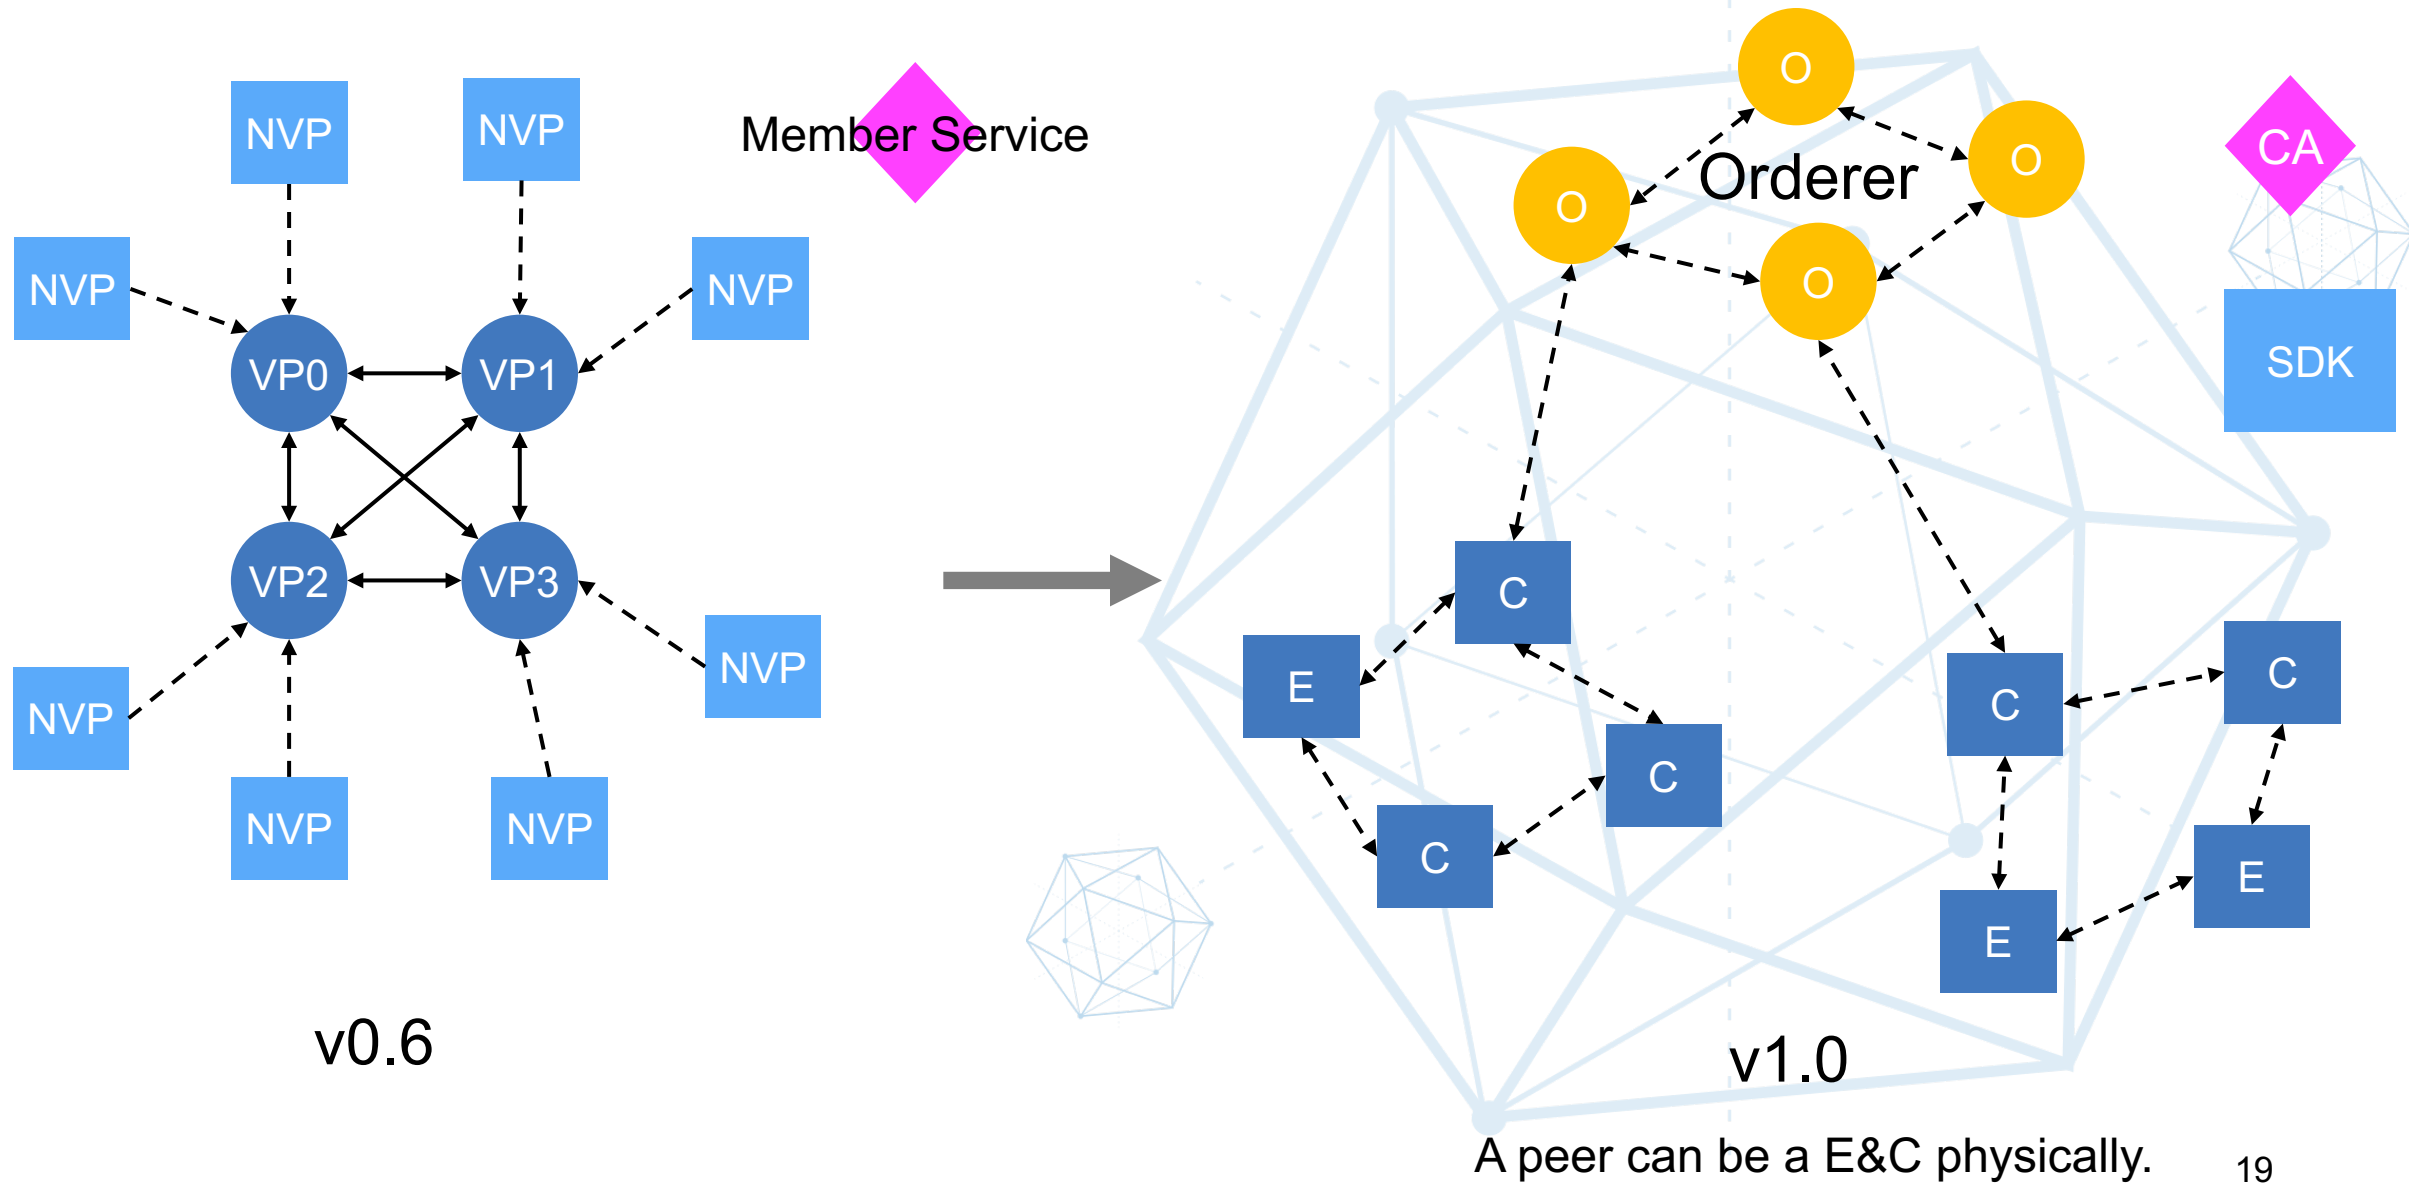 NVP
NVP
Member Service
NVP
NVP
VP0
VP1
VP2
VP3
NVP
NVP
NVP
NVP
v0.6
O
O
Orderer
O
O
CA
SDK
C
E
C
C
C
C
E
E
v1.0
A peer can be a E&C physically.
19